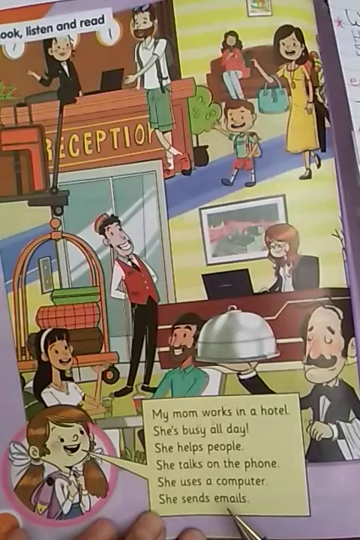 ook, listen and read
RECEPTION
My mom works in a hotel.
She's busy all day!
She helps people.
She talks on the phone.
She uses a computer.
She sends emails.